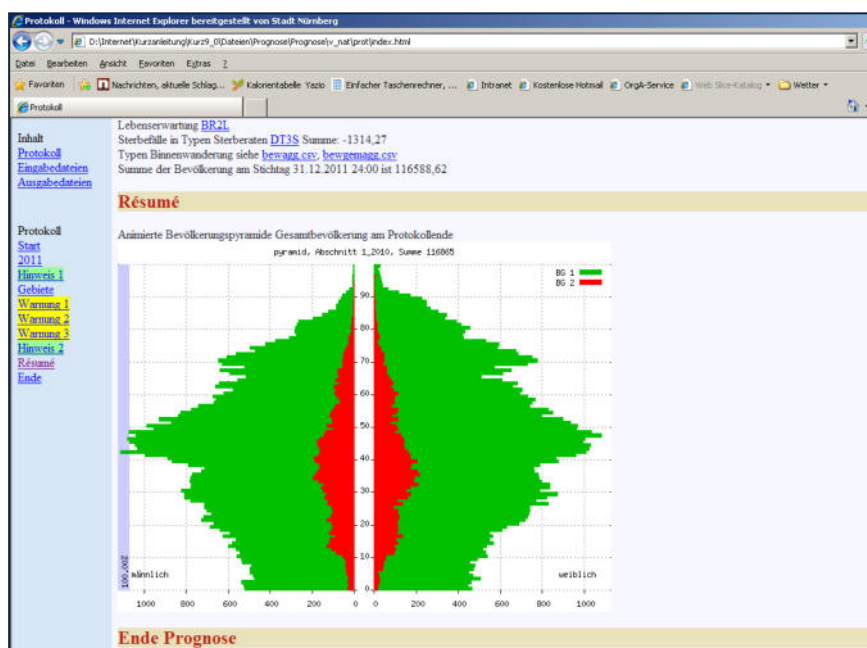 Protokoll - Windows Internet Explorer bereitgestellt von Stadt Nürnberg
D:\Internet\Kurzanleitung\Kurz9_0\Dateien\Prognose\Prognose\v_nat\prot\index.html
Datei Bearbeiten Ansicht Favoriten Extras ?
Favoriten Nachrichten, aktuelle Schlag... Kalorientabelle Yazio Einfacher Taschenrechner, ... Intranet Kostenlose Hotmail OrgA-Service Web Slice-Katalog Wetter
Protokoll
Inhalt
Protokoll
Eingabedateien
Ausgabedateien
Protokoll
Start
2011
Hinweis 1
Gebiete
Warnung 1
Warnung 2
Warnung 3
Hinweis 2
Résumé
Ende
Lebenserwartung BR2L
Sterbefälle in Typen Sterberaten DT3S Summe: -1314,27
Typen Binnenwanderung siehe bewagg.csv, bewgemagg.csv
Summe der Bevölkerung am Stichtag 31.12.2011 24:00 ist 116588,62
Résumé
Animierte Bevölkerungspyramide Gesamtbevölkerung am Protokollende
pyramid, Abschnitt 1_2010, Summe 116865
BG 1
BG 2
90
80
70
60
50
40
30
20
10
0
100.00%
männlich
weiblich
1000 800 600 400 200 0 0 200 400 600 800 1000
Ende Prognose